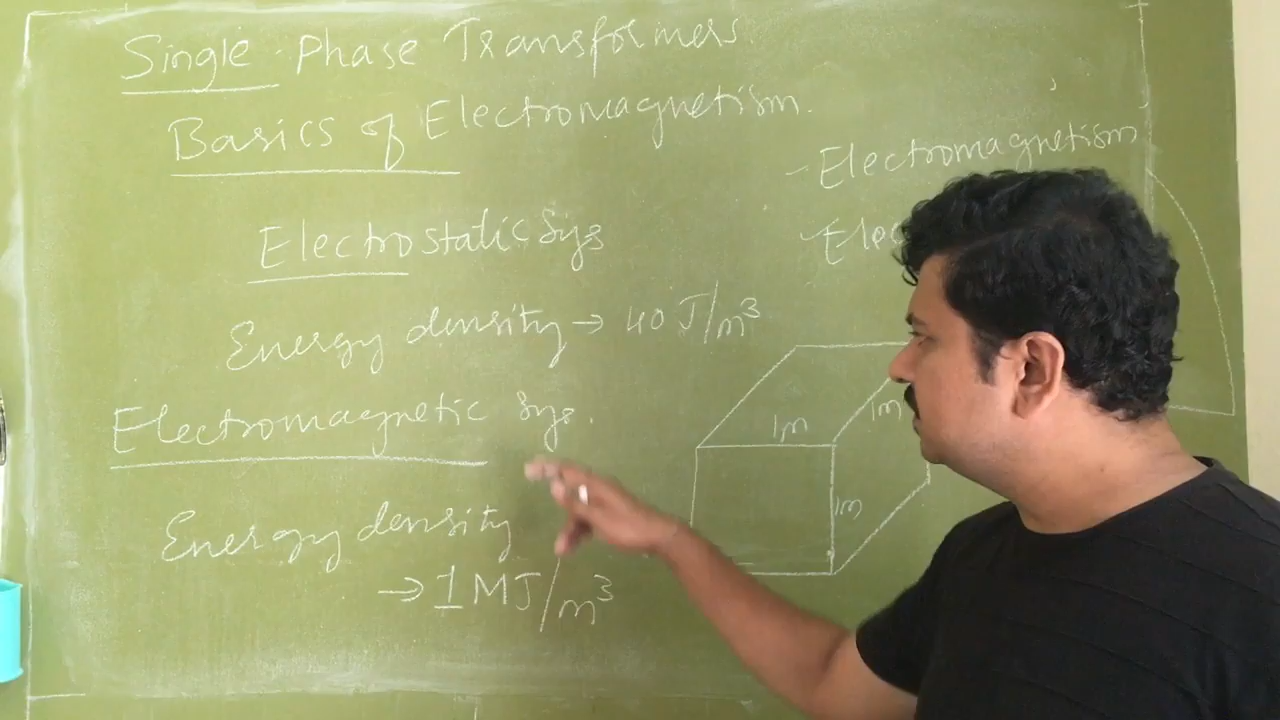 Single-Phase Transformers
Basics of Electromagnetism.
- Electromagnetism
Electrostatic Sys
Energy density → 40 J/m³
Electromagnetic Sys.
1m
1m
1m
Energy density
→ 1 MJ/m³